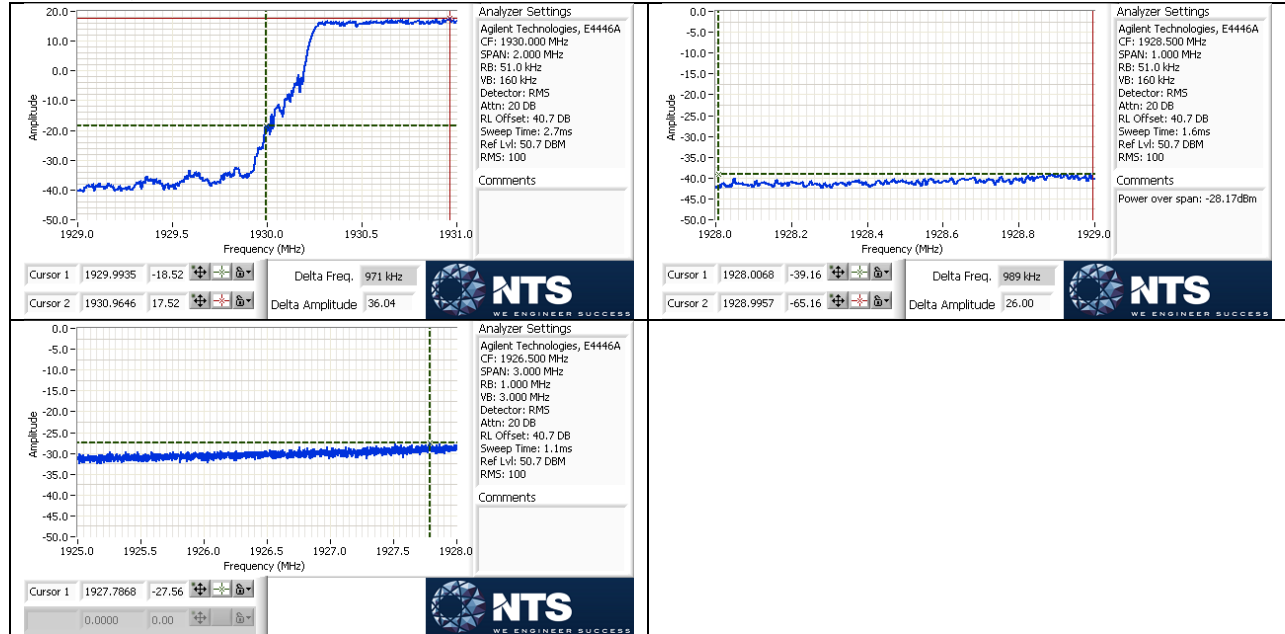 20.0
10.0
0.0
-10.0
-20.0
-30.0
-40.0
-50.0
Amplitude
1929.0 1929.5 1930.0 1930.5 1931.0
Frequency (MHz)
Analyzer Settings
Agilent Technologies, E4446A
CF: 1930.000 MHz
SPAN: 2.000 MHz
RB: 51.0 kHz
VB: 160 kHz
Detector: RMS
Attn: 20 DB
RL Offset: 40.7 DB
Sweep Time: 2.7ms
Ref Lvl: 50.7 DBM
RMS: 100
Comments
Cursor 1 1929.9935 -18.52
Cursor 2 1930.9646 17.52
Delta Freq. 971 kHz
Delta Amplitude 36.04
NTS
WE ENGINEER SUCCESS
0.0
-5.0
-10.0
-15.0
-20.0
-25.0
-30.0
-35.0
-40.0
-45.0
-50.0
Amplitude
1928.0 1928.2 1928.4 1928.6 1928.8 1929.0
Frequency (MHz)
Analyzer Settings
Agilent Technologies, E4446A
CF: 1928.500 MHz
SPAN: 1.000 MHz
RB: 51.0 kHz
VB: 160 kHz
Detector: RMS
Attn: 20 DB
RL Offset: 40.7 DB
Sweep Time: 1.6ms
Ref Lvl: 50.7 DBM
RMS: 100
Comments
Power over span: -28.17dBm
Cursor 1 1928.0068 -39.16
Cursor 2 1928.9957 -65.16
Delta Freq. 989 kHz
Delta Amplitude 26.00
NTS
WE ENGINEER SUCCESS
0.0
-5.0
-10.0
-15.0
-20.0
-25.0
-30.0
-35.0
-40.0
-45.0
-50.0
Amplitude
1925.0 1925.5 1926.0 1926.5 1927.0 1927.5 1928.0
Frequency (MHz)
Analyzer Settings
Agilent Technologies, E4446A
CF: 1926.500 MHz
SPAN: 3.000 MHz
RB: 1.000 MHz
VB: 3.000 MHz
Detector: RMS
Attn: 20 DB
RL Offset: 40.7 DB
Sweep Time: 1.1ms
Ref Lvl: 50.7 DBM
RMS: 100
Comments
Cursor 1 1927.7868 -27.56
0.0000 0.00
NTS
WE ENGINEER SUCCESS